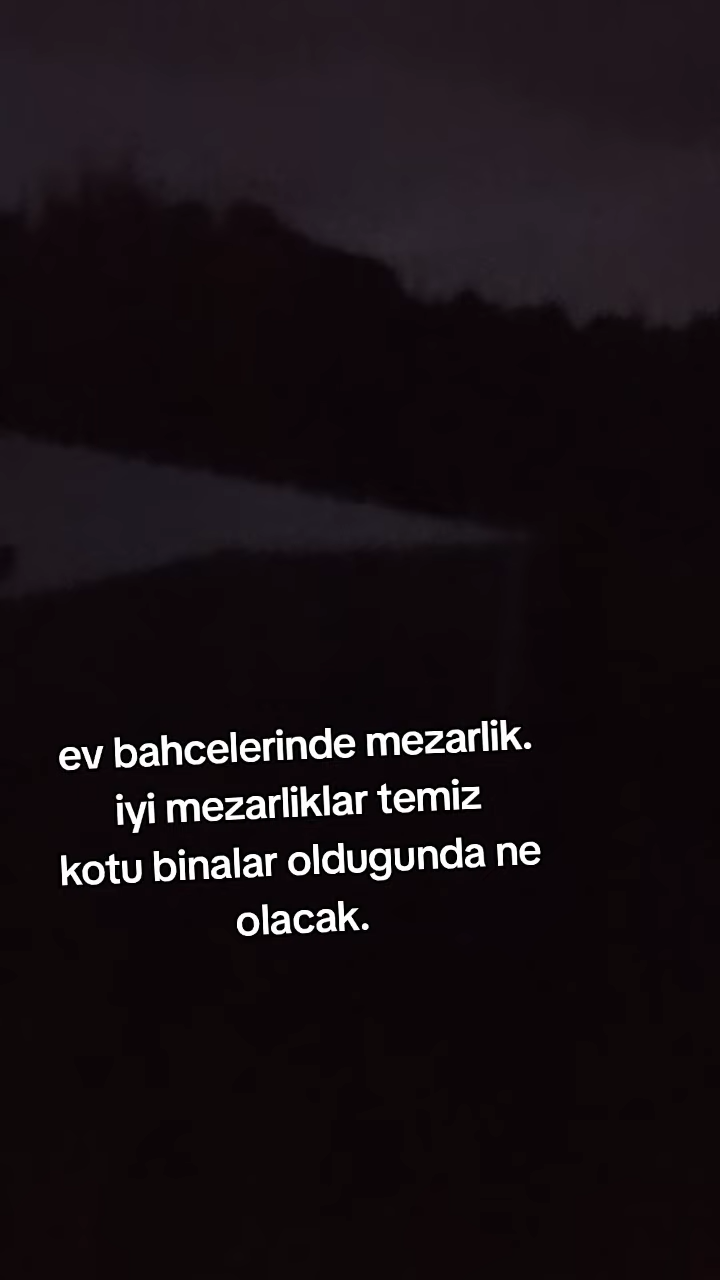 ev bahcelerinde mezarlik.
iyi mezarliklar temiz
kotu binalar oldugunda ne
olacak.